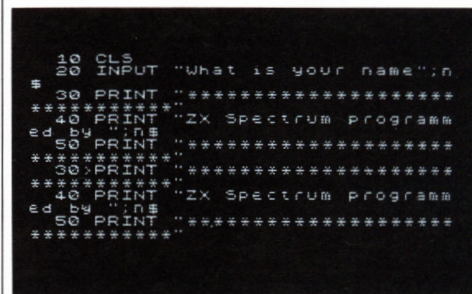 10 CLS
20 INPUT "What is your name";n
$
30 PRINT "********************
***********"
40 PRINT "ZX Spectrum programm
ed by ";n$
50 PRINT "********************
***********"
30>PRINT "********************
***********"
40 PRINT "ZX Spectrum programm
ed by ";n$
50 PRINT "********************
***********"